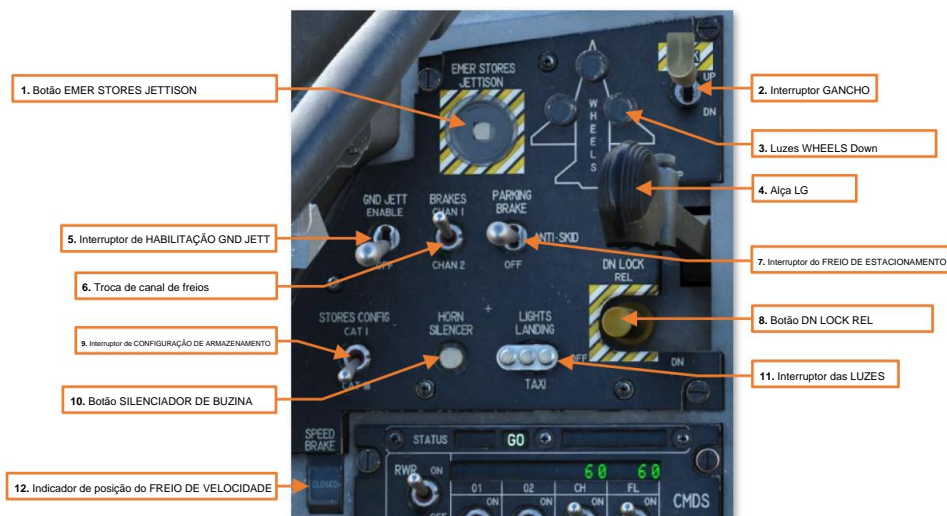 1. Botão EMER STORES JETTISON
2. Interruptor GANCHO
3. Luzes WHEELS Down
4. Alça LG
5. Interruptor de HABILITAÇÃO GND JETT
6. Troca de canal de freios
7. Interruptor do FREIO DE ESTACIONAMENTO
8. Botão DN LOCK REL
9. Interruptor de CONFIGURAÇÃO DE ARMAZENAMENTO
10. Botão SILENCIADOR DE BUZINA
11. Interruptor das LUZES
12. Indicador de posição do FREIO DE VELOCIDADE
EMER STORES
JETTISON
WHEELS
UP
DN
GND JETT
ENABLE
OFF
BRAKES
CHAN 1
CHAN 2
PARKING
BRAKE
ANTI-SKID
OFF
DN LOCK
REL
STORES CONFIG
CAT I
CAT III
HORN
SILENCER
LIGHTS
LANDING
OFF
TAXI
DN
SPEED
BRAKE
CLOSED
STATUS
GO
RWR
ON
OFF
60
60
01
02
CH
FL
ON
ON
ON
ON
CMDS